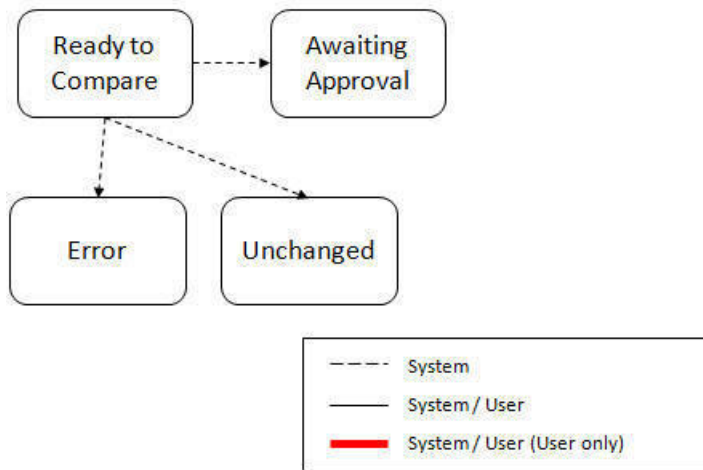 Ready to
Compare
Awaiting
Approval
Error
Unchanged
System
System / User
System / User (User only)